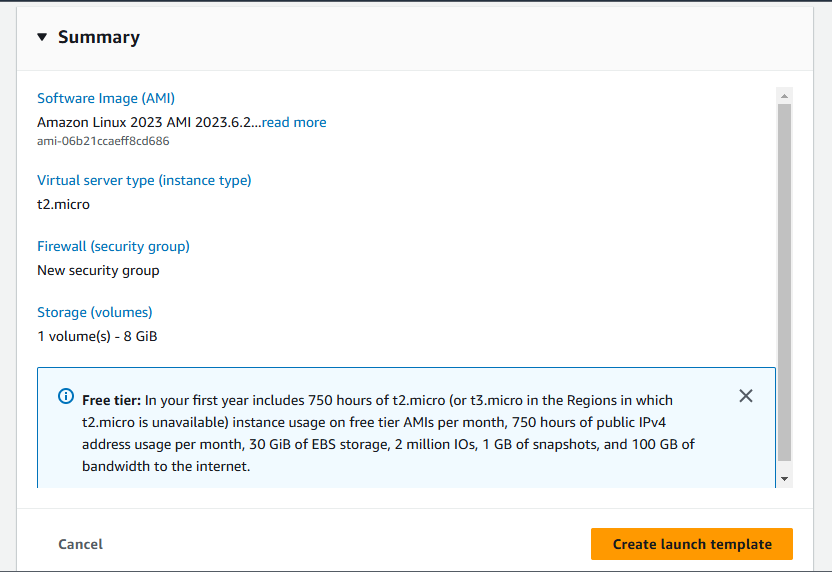 Summary
Software Image (AMI)
Amazon Linux 2023 AMI 2023.6.2...read more
ami-06b21ccaeff8cd686
Virtual server type (instance type)
t2.micro
Firewall (security group)
New security group
Storage (volumes)
1 volume(s) - 8 GiB
Free tier: In your first year includes 750 hours of t2.micro (or t3.micro in the Regions in which
t2.micro is unavailable) instance usage on free tier AMIs per month, 750 hours of public IPv4
address usage per month, 30 GiB of EBS storage, 2 million IOs, 1 GB of snapshots, and 100 GB of
bandwidth to the internet.
Cancel
Create launch template